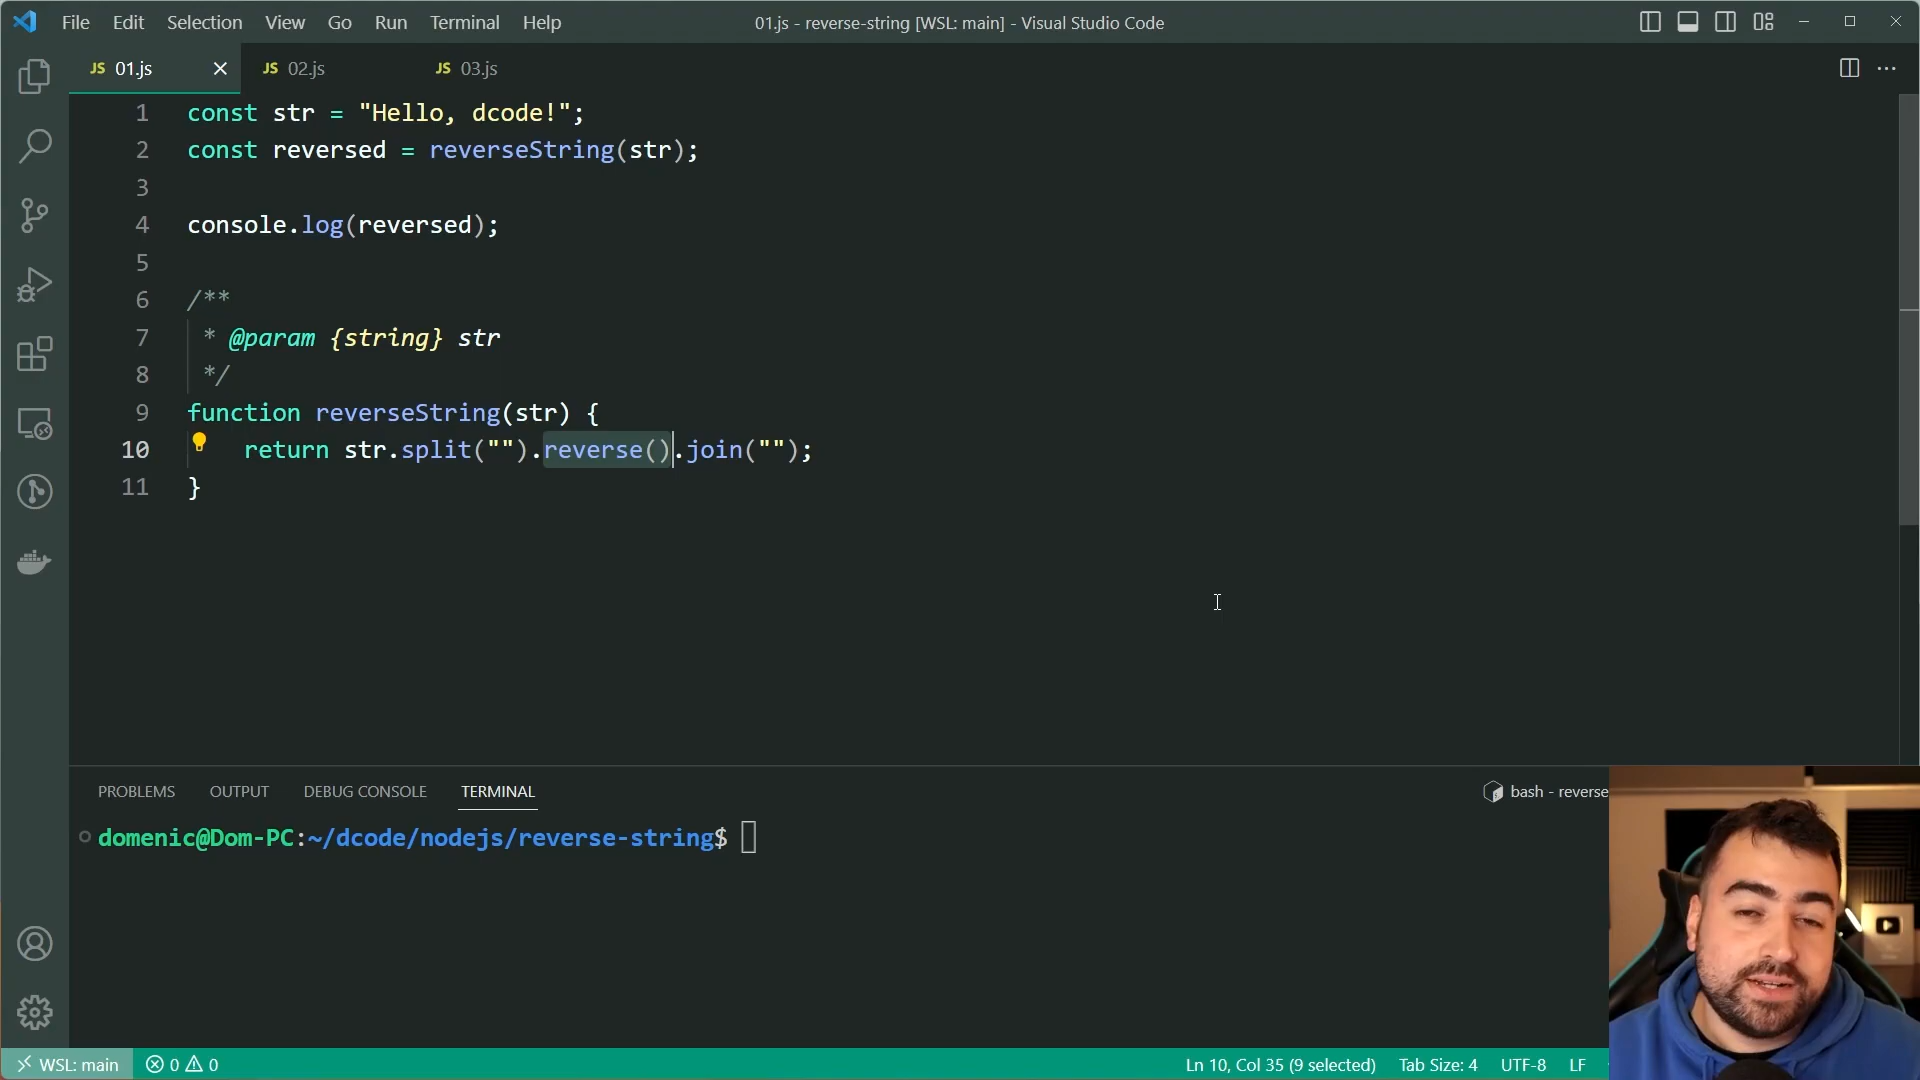 File Edit Selection View Go Run Terminal Help
01.js - reverse-string [WSL: main] - Visual Studio Code
JS 01.js JS 02.js JS 03.js
1 const str = "Hello, dcode!";
2 const reversed = reverseString(str);
3
4 console.log(reversed);
5
6 /**
7 * @param {string} str
8 */
9 function reverseString(str) {
10 return str.split("").reverse().join("");
11 }
PROBLEMS OUTPUT DEBUG CONSOLE TERMINAL
bash - reverse
domenic@Dom-PC:~/dcode/nodejs/reverse-string$
WSL: main 0 0
Ln 10, Col 35 (9 selected) Tab Size: 4 UTF-8 LF